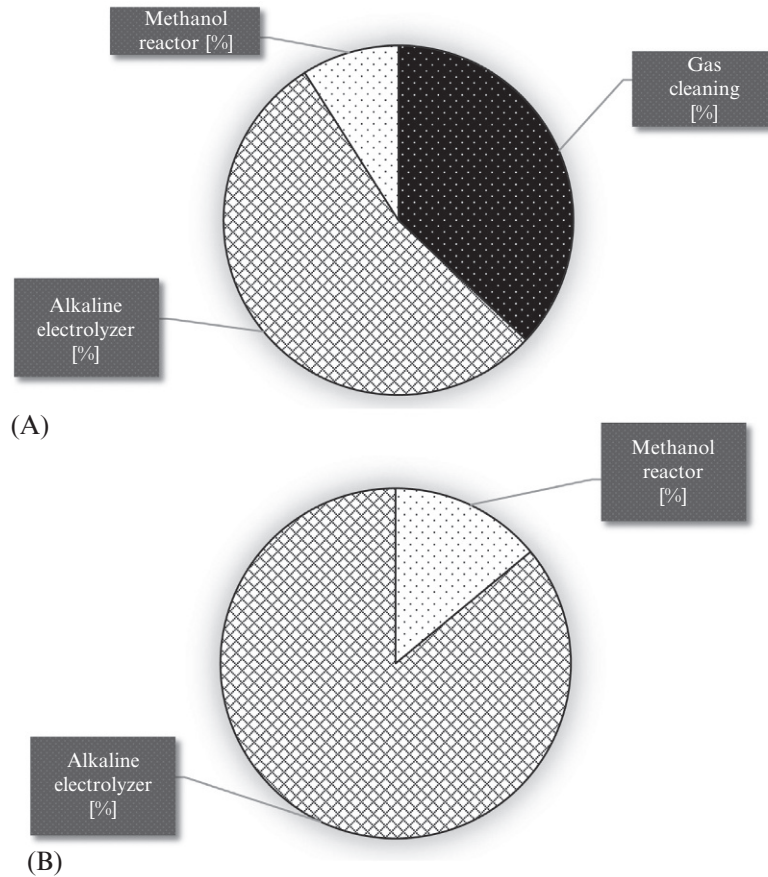 Methanol
reactor [%]
Gas
cleaning
[%]
Alkaline
electrolyzer
[%]
(A)
Methanol
reactor
[%]
Alkaline
electrolyzer
[%]
(B)